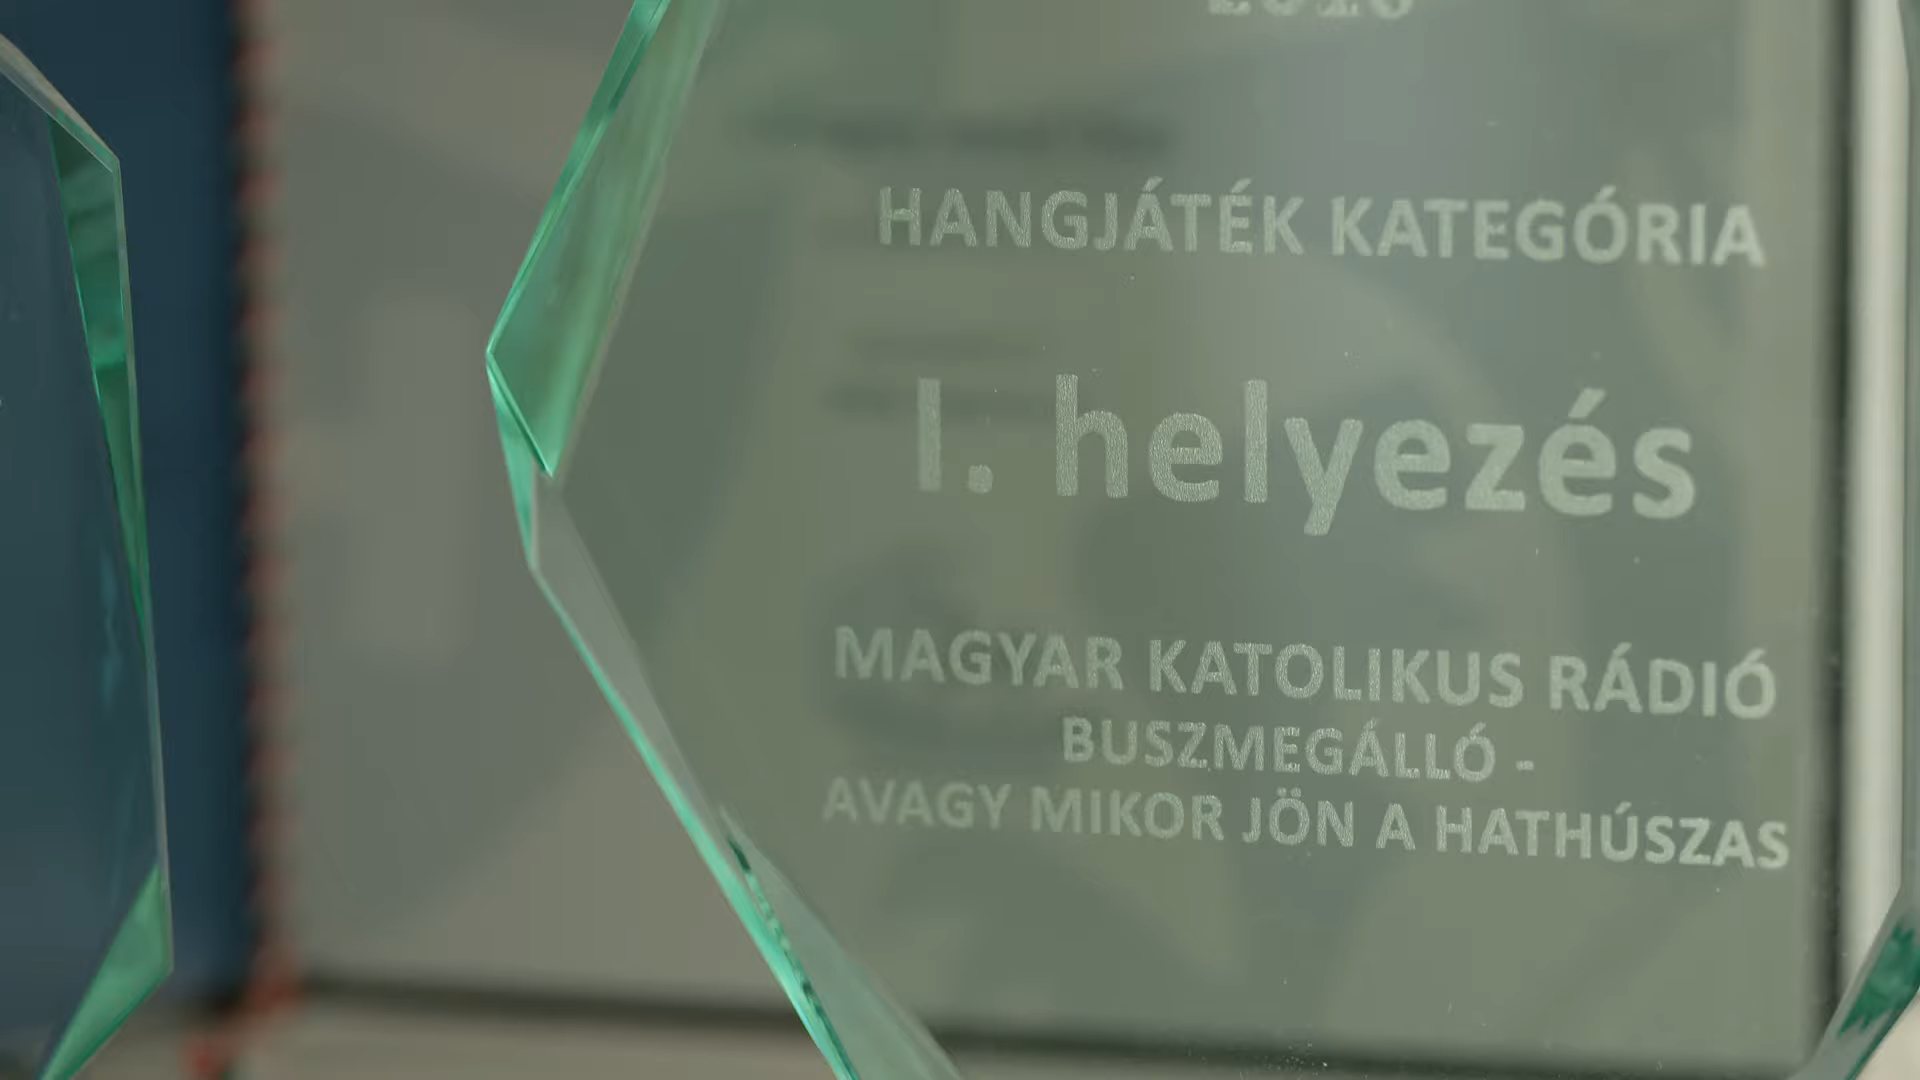 HANGJÁTÉK KATEGÓRIA
I. helyezés
MAGYAR KATOLIKUS RÁDIÓ
BUSZMEGÁLLÓ -
AVAGY MIKOR JÖN A HATHÚSZAS